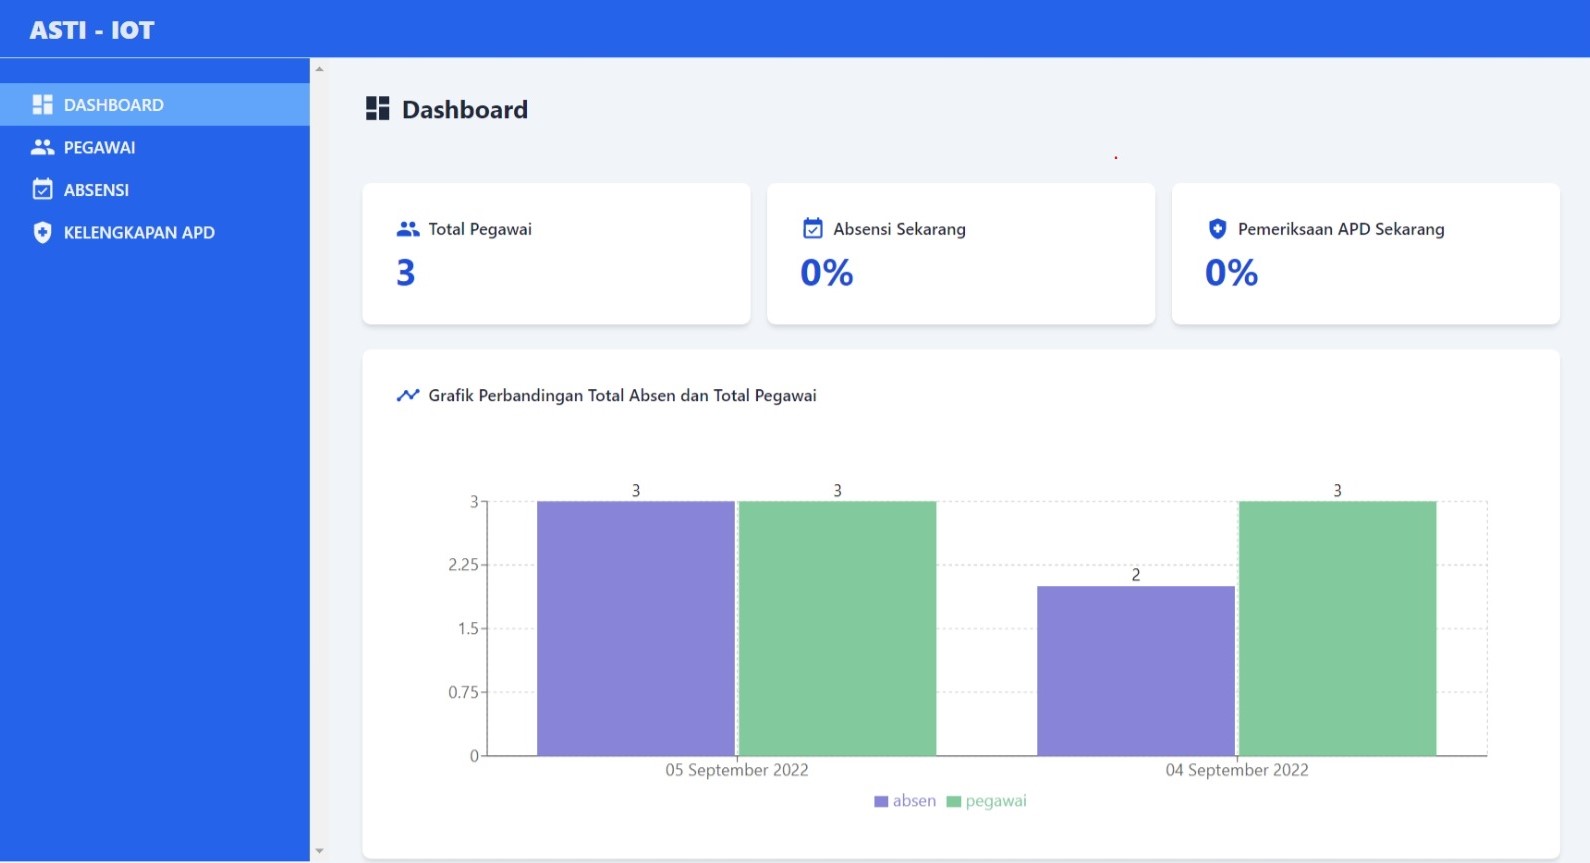 ASTI - IOT
DASHBOARD
PEGAWAI
ABSENSI
KELENGKAPAN APD
Dashboard
Total Pegawai
3
Absensi Sekarang
0%
Pemeriksaan APD Sekarang
0%
Grafik Perbandingan Total Absen dan Total Pegawai
3 3 3
3
2.25
2
1.5
0.75
0
05 September 2022 04 September 2022
absen pegawai